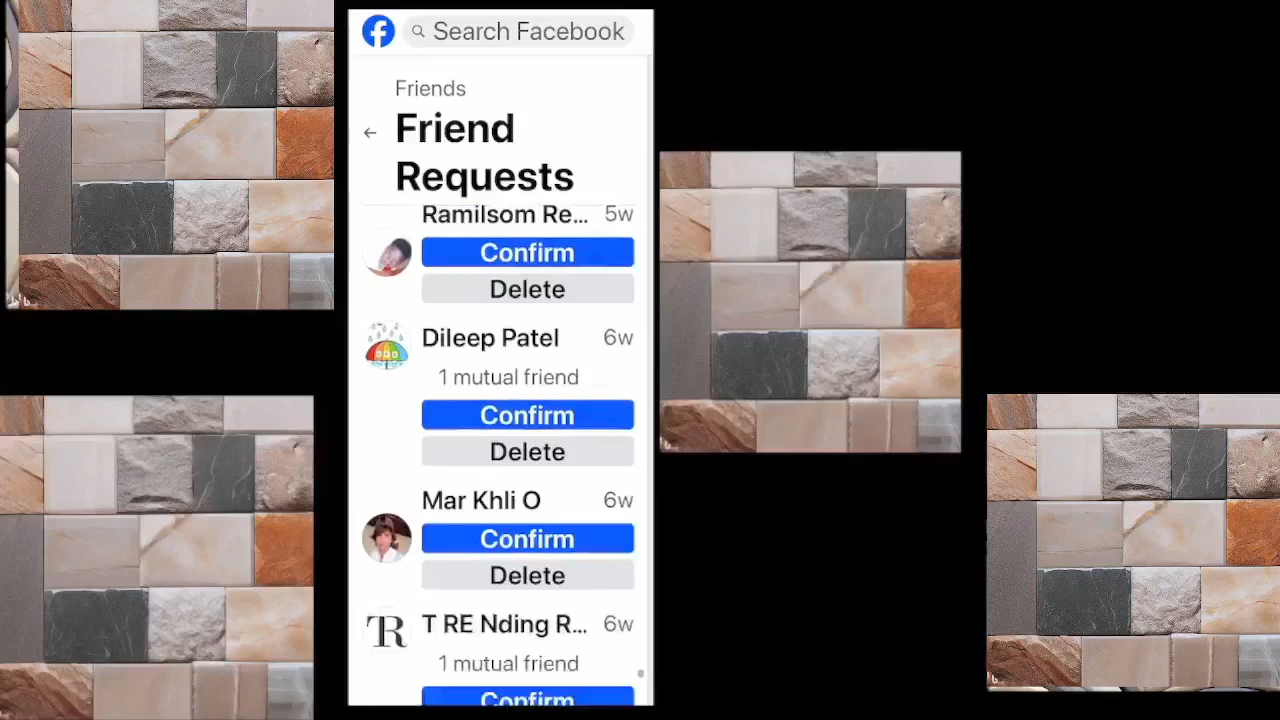 Search Facebook
Friends
Friend
Requests
Ramilsom Re... 5w
Confirm
Delete
Dileep Patel 6w
1 mutual friend
Confirm
Delete
Mar Khli O 6w
Confirm
Delete
TR
T RE Nding R... 6w
1 mutual friend
Confirm